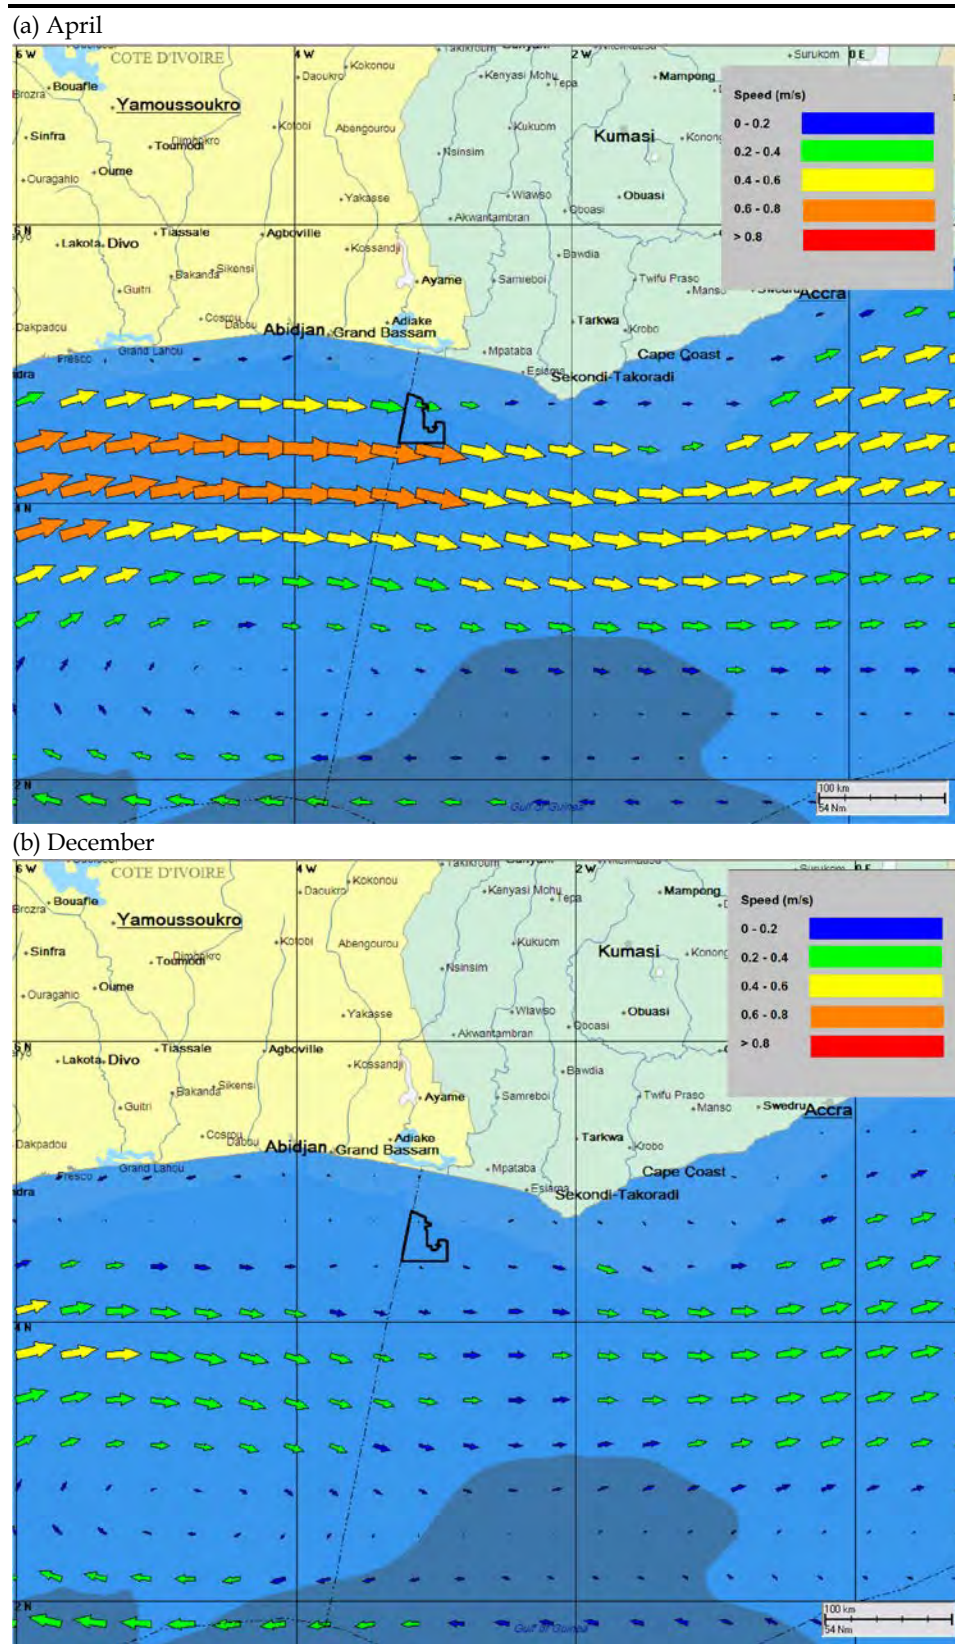 (a) April
6 W
COTE D'IVOIRE
4 W
2 W
Surukom
0 E
Kokonou
Daoukro
Kenyasi Mohu
Tepa
Mampong
Bouafle
Brozra
Yamoussoukro
Speed (m/s)
0 - 0.2
0.2 - 0.4
0.4 - 0.6
0.6 - 0.8
> 0.8
Sinfra
Kotobi
Abengourou
Kukuom
Kumasi
Konong
Toumodi
Nsinsim
Oume
Ouragahio
Yakasse
Wiawso
Obuasi
Akwantambran
Lakota
Divo
Tiassale
Agboville
Kossandji
Bawdia
Bakanda
Sikensi
Ayame
Samreboi
Twifu Praso
Manso
Guitri
Accra
Dakpadou
Cosrou
Dabou
Abidjan
Grand Bassam
Adiake
Tarkwa
Krobo
Fresco
Grand Lahou
Mpataba
Cape Coast
Esiama
Sekondi-Takoradi
4 N
2 N
Gulf of Guinea
100 km
54 Nm
(b) December
6 W
COTE D'IVOIRE
4 W
2 W
Kokonou
Daoukro
Kenyasi Mohu
Tepa
Mampong
Bouafle
Brozra
Yamoussoukro
Speed (m/s)
0 - 0.2
0.2 - 0.4
0.4 - 0.6
0.6 - 0.8
> 0.8
Sinfra
Kotobi
Abengourou
Kukuom
Kumasi
Konong
Toumodi
Nsinsim
Oume
Ouragahio
Yakasse
Wiawso
Obuasi
Akwantambran
Lakota
Divo
Tiassale
Agboville
Kossandji
Bawdia
Bakanda
Sikensi
Ayame
Samreboi
Twifu Praso
Manso
Swedru
Accra
Guitri
Dakpadou
Cosrou
Dabou
Abidjan
Grand Bassam
Adiake
Tarkwa
Krobo
Fresco
Grand Lahou
Mpataba
Cape Coast
Esiama
Sekondi-Takoradi
4 N
2 N
Gulf of Guinea
100 km
54 Nm